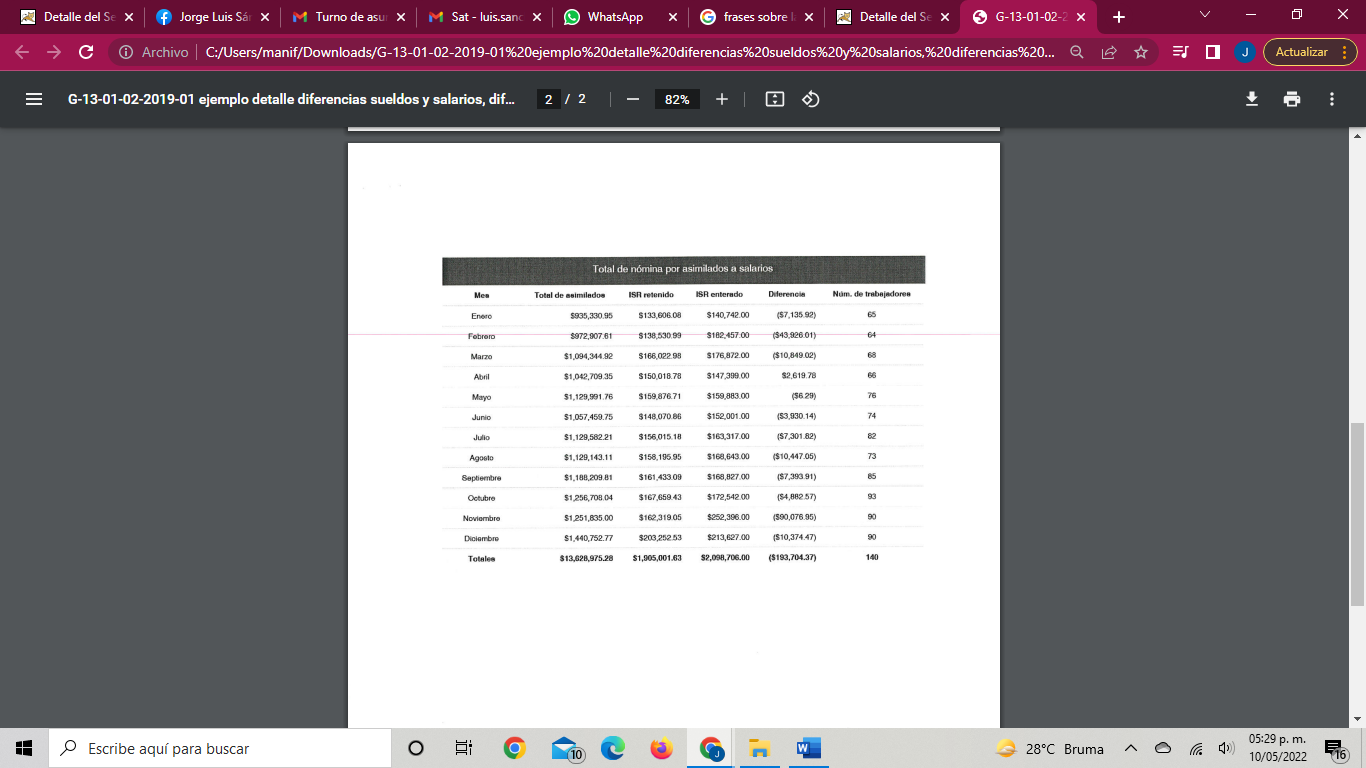 Detalle del Se
Jorge Luis Sá
Turno de asu
Sat - luis.sanc
WhatsApp
frases sobre l
Detalle del Se
G-13-01-02-2
Archivo C:/Users/manif/Downloads/G-13-01-02-2019-01%20ejemplo%20detalle%20diferencias%20sueldos%20y%20salarios,%20diferencias%20... J Actualizar
G-13-01-02-2019-01 ejemplo detalle diferencias sueldos y salarios, dif... 2 / 2 82%
Total de nómina por asimilados a salarios
Mes Total de asimilados ISR retenido ISR enterado Diferencia Núm. de trabajadores
Enero $935,330.95 $133,606.08 $140,742.00 ($7,135.92) 65
Febrero $972,907.61 $138,530.99 $182,457.00 ($43,926.01) 64
Marzo $1,094,344.92 $166,022.98 $176,872.00 ($10,849.02) 68
Abril $1,042,709.35 $150,018.78 $147,399.00 $2,619.78 66
Mayo $1,129,991.76 $159,876.71 $159,883.00 ($6.29) 76
Junio $1,057,459.75 $148,070.86 $152,001.00 ($3,930.14) 74
Julio $1,129,582.21 $156,015.18 $163,317.00 ($7,301.82) 82
Agosto $1,129,143.11 $158,195.95 $168,643.00 ($10,447.05) 73
Septiembre $1,188,209.81 $161,433.09 $168,827.00 ($7,393.91) 85
Octubre $1,256,708.04 $167,659.43 $172,542.00 ($4,882.57) 93
Noviembre $1,251,835.00 $162,319.05 $252,396.00 ($90,076.95) 90
Diciembre $1,440,752.77 $203,252.53 $213,627.00 ($10,374.47) 90
Totales $13,628,975.28 $1,905,001.63 $2,098,706.00 ($193,704.37) 140
Escribe aquí para buscar
10
J
28°C Bruma
05:29 p. m.
10/05/2022
16